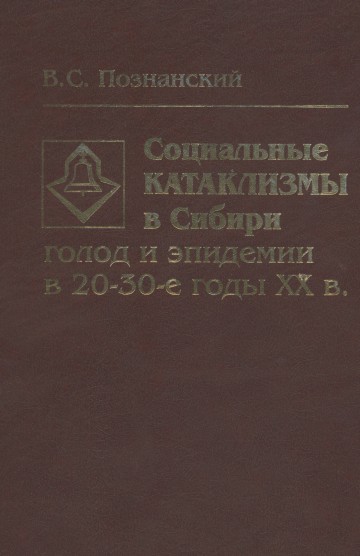 В.С. Познанский
Социальные
КАТАКЛИЗМЫ
в Сибири
голод и эпидемии
в 20-30-е годы XX в.